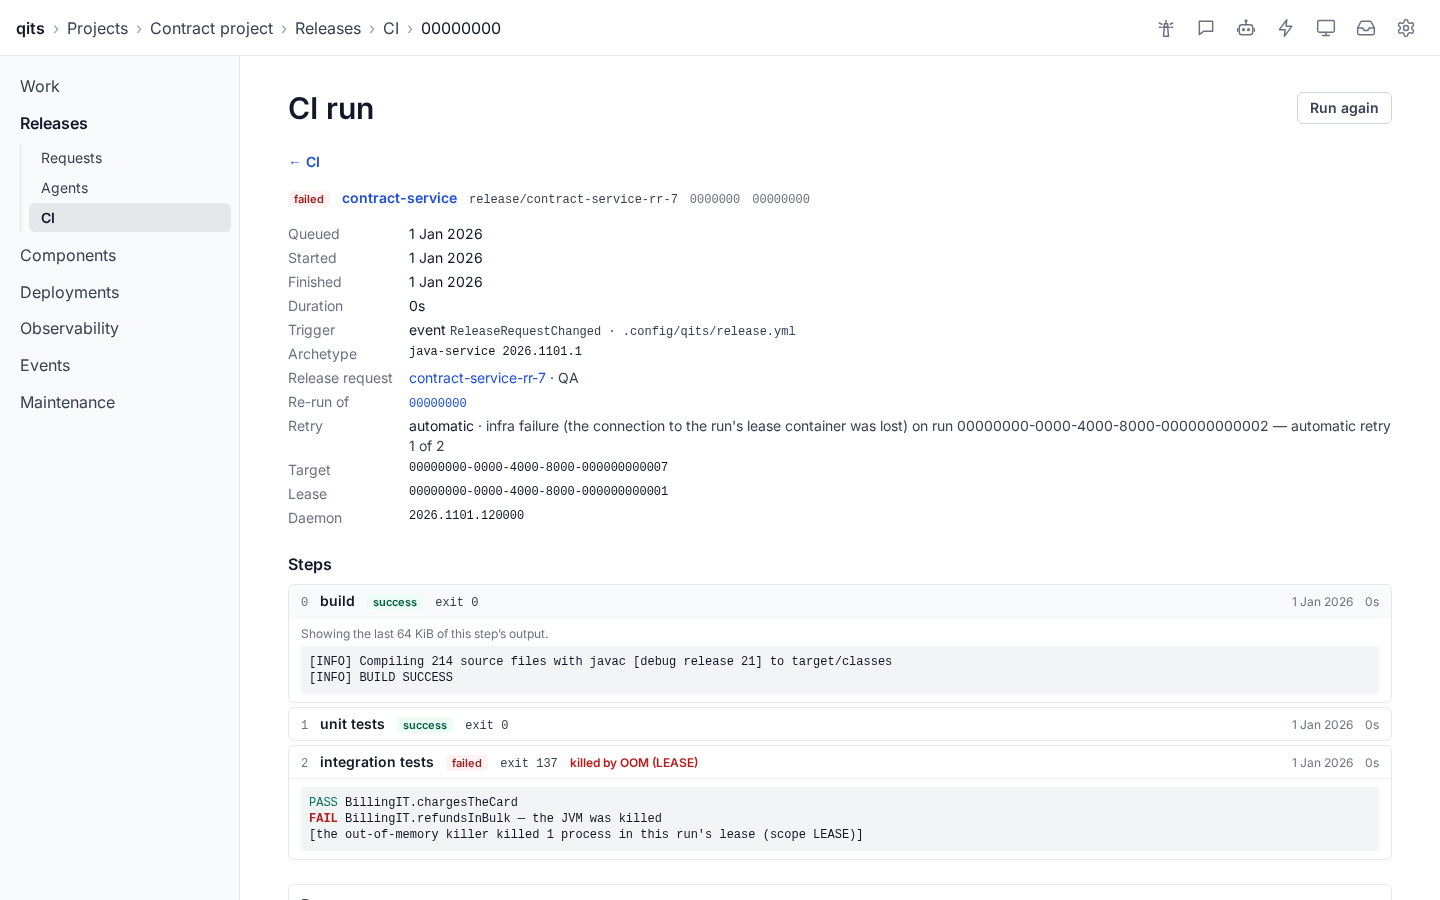 qits › Projects › Contract project › Releases › CI › 00000000
Work
Releases
Requests
Agents
CI
Components
Deployments
Observability
Events
Maintenance
CI run
Run again
← CI
failed contract-service release/contract-service-rr-7 0000000 00000000
Queued 1 Jan 2026
Started 1 Jan 2026
Finished 1 Jan 2026
Duration 0s
Trigger event ReleaseRequestChanged · .config/qits/release.yml
Archetype java-service 2026.1101.1
Release request contract-service-rr-7 · QA
Re-run of 00000000
Retry automatic · infra failure (the connection to the run's lease container was lost) on run 00000000-0000-4000-8000-000000000002 — automatic retry
1 of 2
Target 00000000-0000-4000-8000-000000000007
Lease 00000000-0000-4000-8000-000000000001
Daemon 2026.1101.120000
Steps
0 build success exit 0 1 Jan 2026 0s
Showing the last 64 KiB of this step’s output.
[INFO] Compiling 214 source files with javac [debug release 21] to target/classes
[INFO] BUILD SUCCESS
1 unit tests success exit 0 1 Jan 2026 0s
2 integration tests failed exit 137 killed by OOM (LEASE) 1 Jan 2026 0s
PASS BillingIT.chargesTheCard
FAIL BillingIT.refundsInBulk — the JVM was killed
[the out-of-memory killer killed 1 process in this run's lease (scope LEASE)]